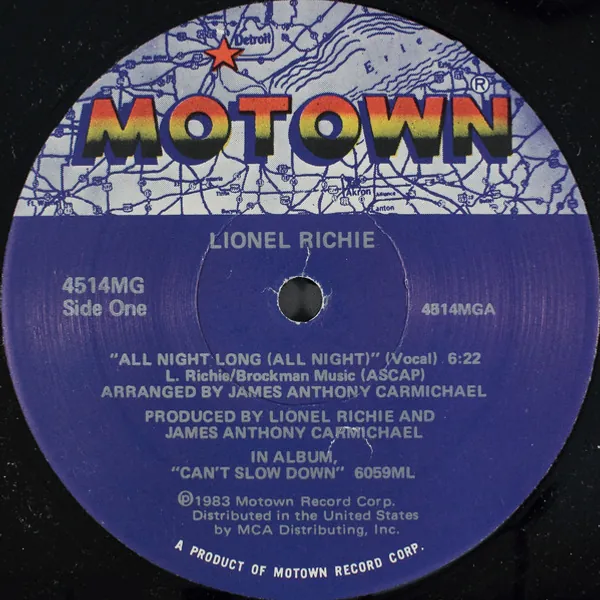 Detroit
Erie
MOTOWN®
Akron
LIONEL RICHIE
4514MG
Side One
4514MGA
"ALL NIGHT LONG (ALL NIGHT)" (Vocal) 6:22
L. Richie/Brockman Music (ASCAP)
ARRANGED BY JAMES ANTHONY CARMICHAEL
PRODUCED BY LIONEL RICHIE AND
JAMES ANTHONY CARMICHAEL
IN ALBUM,
"CAN'T SLOW DOWN" 6059ML
℗1983 Motown Record Corp.
Distributed in the United States
by MCA Distributing, Inc.
A PRODUCT OF MOTOWN RECORD CORP.